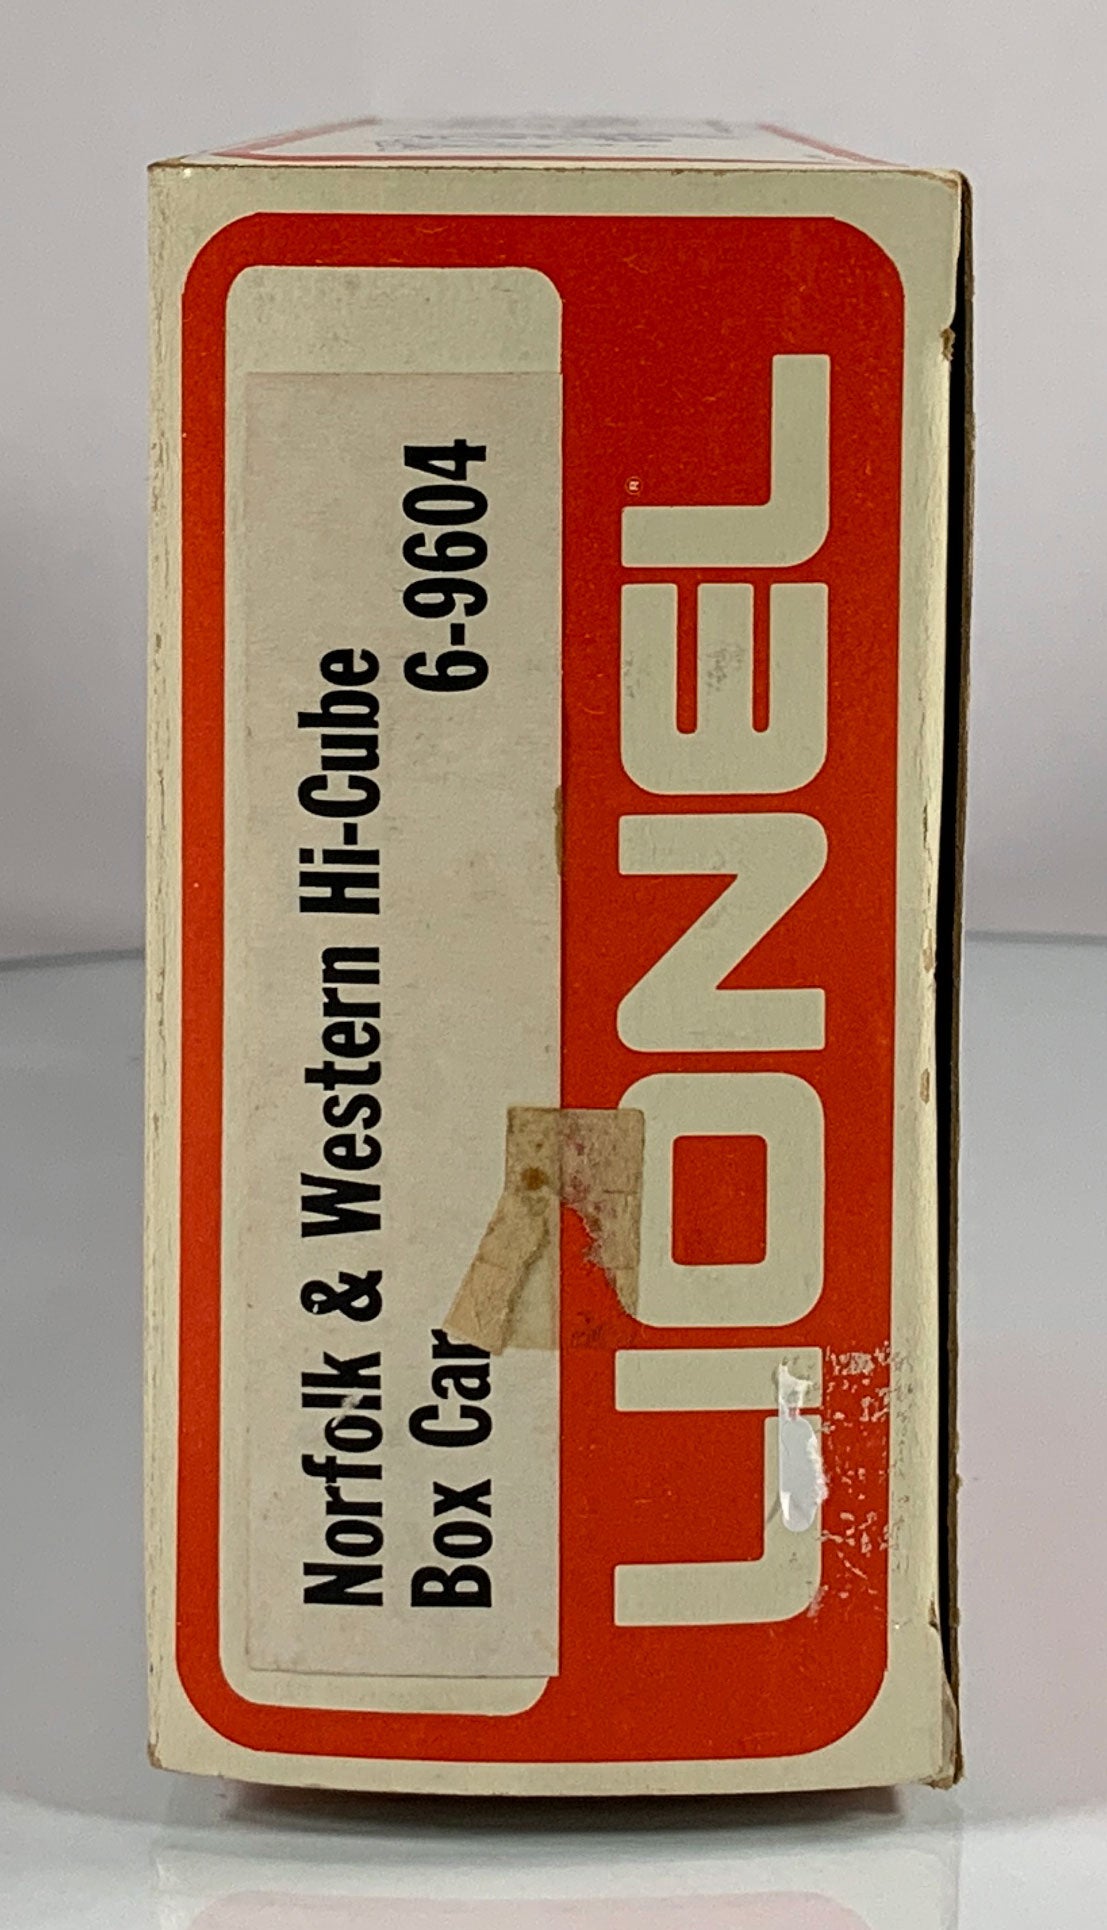 Norfolk & Western Hi-Cube
Box Car 6-9604
LIONEL®